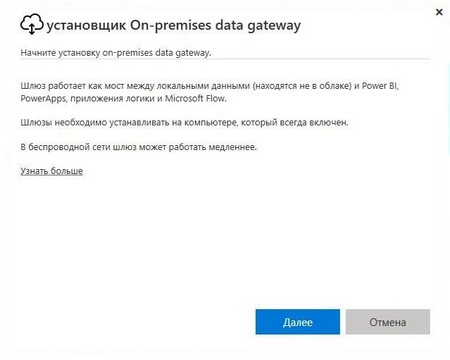 установщик On-premises data gateway
Начните установку on-premises data gateway.
Шлюз работает как мост между локальными данными (находятся не в облаке) и Power BI,
PowerApps, приложения логики и Microsoft Flow.
Шлюзы необходимо устанавливать на компьютере, который всегда включен.
В беспроводной сети шлюз может работать медленнее.
Узнать больше
Далее
Отмена